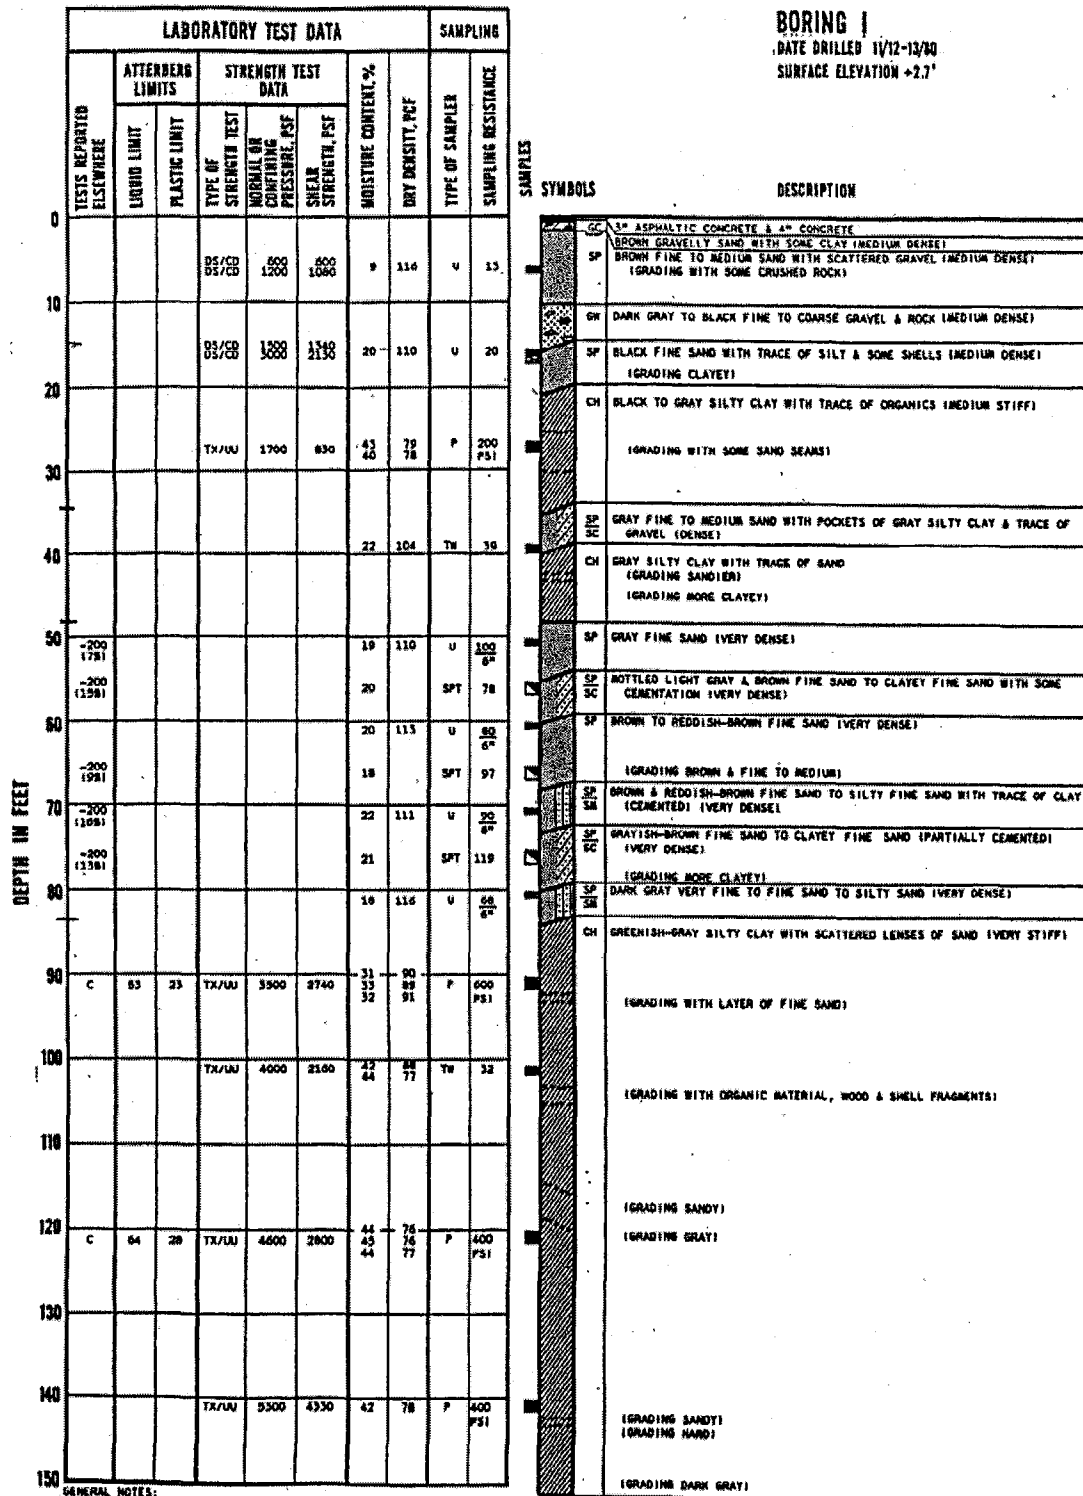 LABORATORY TEST DATA
SAMPLING
BORING 1
DATE DRILLED 11/12-13/80
SURFACE ELEVATION +2.7'
TESTS REPORTED ELSEWHERE
ATTERBERG LIMITS
LIQUID LIMIT
PLASTIC LIMIT
STRENGTH TEST DATA
TYPE OF STRENGTH TEST
NORMAL OR CONFINING PRESSURE, PSF
SHEAR STRENGTH, PSF
MOISTURE CONTENT, %
DRY DENSITY, PCF
TYPE OF SAMPLER
SAMPLING RESISTANCE
SAMPLES
SYMBOLS
DESCRIPTION
DEPTH IN FEET
0
GC 3" ASPHALTIC CONCRETE & 4" CONCRETE
BROWN GRAVELLY SAND WITH SOME CLAY (MEDIUM DENSE)
SP BROWN FINE TO MEDIUM SAND WITH SCATTERED GRAVEL (MEDIUM DENSE)
(GRADING WITH SOME CRUSHED ROCK)
DS/CD 600 600
DS/CD 1200 1080 9 116 U 13
10
GW DARK GRAY TO BLACK FINE TO COARSE GRAVEL & ROCK (MEDIUM DENSE)
DS/CD 1500 1340
DS/CD 3000 2130 20 110 U 20
SP BLACK FINE SAND WITH TRACE OF SILT & SOME SHELLS (MEDIUM DENSE)
(GRADING CLAYEY)
20
CH BLACK TO GRAY SILTY CLAY WITH TRACE OF ORGANICS (MEDIUM STIFF)
TX/UU 1700 830 43 79 P 200
40 78 PSI
(GRADING WITH SOME SAND SEAMS)
30
SP SC GRAY FINE TO MEDIUM SAND WITH POCKETS OF GRAY SILTY CLAY & TRACE OF
GRAVEL (DENSE)
22 104 TW 39
40
CH GRAY SILTY CLAY WITH TRACE OF SAND
(GRADING SANDIER)
(GRADING MORE CLAYEY)
50
-200 (7%) 19 110 U 100 6"
SP GRAY FINE SAND (VERY DENSE)
-200 (15%) 20 SPT 78
SP SC MOTTLED LIGHT GRAY & BROWN FINE SAND TO CLAYEY FINE SAND WITH SOME
CEMENTATION (VERY DENSE)
60
20 113 U 80 6"
SP BROWN TO REDDISH-BROWN FINE SAND (VERY DENSE)
-200 (9%) 18 SPT 97
(GRADING BROWN & FINE TO MEDIUM)
70
-200 (16%) 22 111 U 90 6"
SP SM BROWN & REDDISH-BROWN FINE SAND TO SILTY FINE SAND WITH TRACE OF CLAY
(CEMENTED) (VERY DENSE)
-200 (13%) 21 SPT 119
SP SC GRAYISH-BROWN FINE SAND TO CLAYEY FINE SAND (PARTIALLY CEMENTED)
(VERY DENSE)
(GRADING MORE CLAYEY)
80
18 116 U 68 6"
SP SM DARK GRAY VERY FINE TO FINE SAND TO SILTY SAND (VERY DENSE)
CH GREENISH-GRAY SILTY CLAY WITH SCATTERED LENSES OF SAND (VERY STIFF)
90
31 90
C 53 23 TX/UU 3500 2740 33 89 P 600
32 91 PSI
(GRADING WITH LAYER OF FINE SAND)
100
TX/UU 4000 2160 42 TW 32
44 77
(GRADING WITH ORGANIC MATERIAL, WOOD & SHELL FRAGMENTS)
110
(GRADING SANDY)
120
44 76
C 64 28 TX/UU 4600 2800 45 76 P 400
44 77 PSI
(GRADING GRAY)
130
140
TX/UU 5300 4330 42 78 P 400
PSI
(GRADING SANDY)
(GRADING HARD)
150
(GRADING DARK GRAY)
GENERAL NOTES: